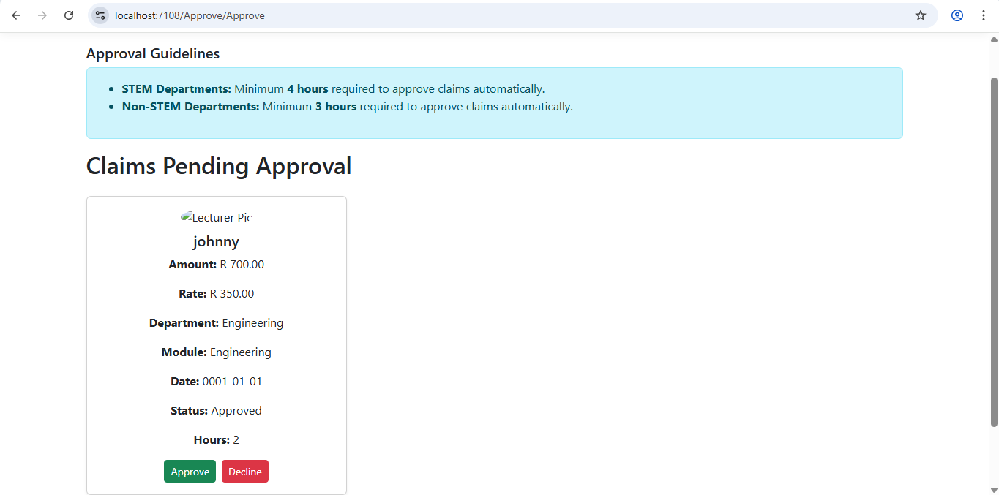 localhost:7108/Approve/Approve
Approval Guidelines
STEM Departments: Minimum 4 hours required to approve claims automatically.
Non-STEM Departments: Minimum 3 hours required to approve claims automatically.
Claims Pending Approval
Lecturer Pic
johnny
Amount: R 700.00
Rate: R 350.00
Department: Engineering
Module: Engineering
Date: 0001-01-01
Status: Approved
Hours: 2
Approve Decline